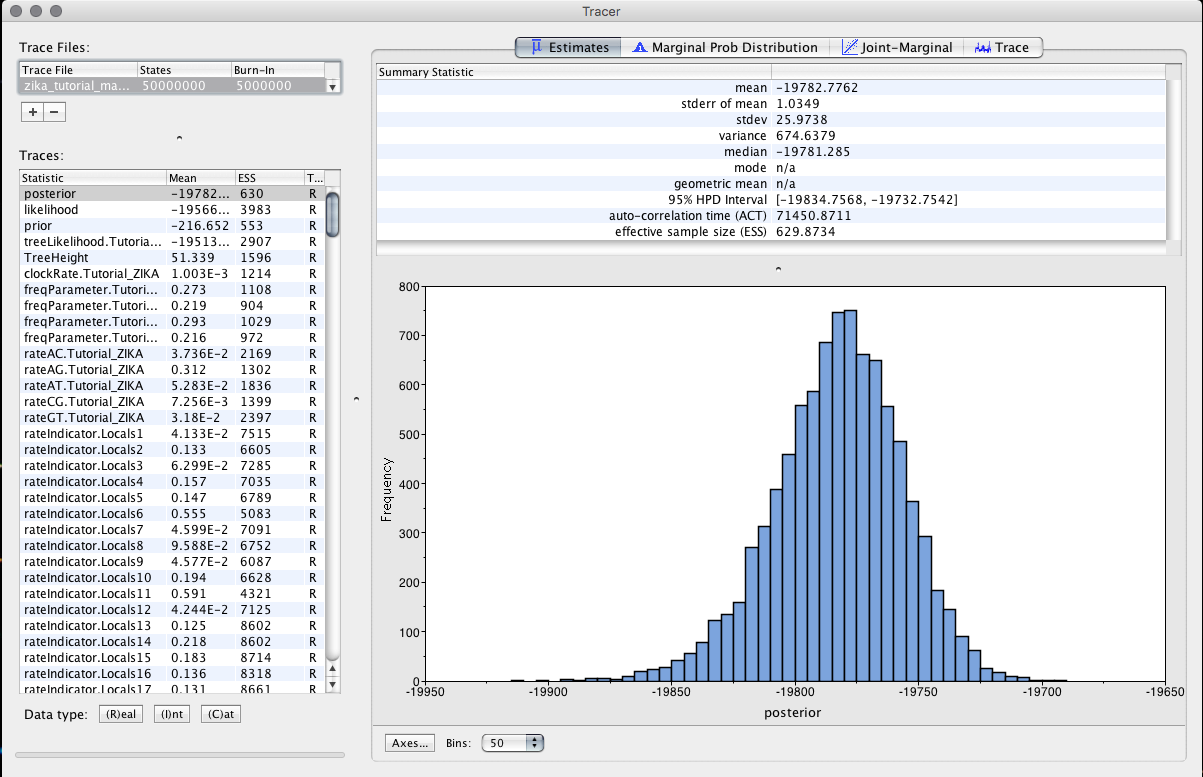 Tracer
Trace Files:
Trace File States Burn-In
zika_tutorial_ma... 50000000 5000000
+ −
Traces:
Statistic Mean ESS T...
posterior -19782... 630 R
likelihood -19566... 3983 R
prior -216.652 553 R
treeLikelihood.Tutoria... -19513... 2907 R
TreeHeight 51.339 1596 R
clockRate.Tutorial_ZIKA 1.003E-3 1214 R
freqParameter.Tutori... 0.273 1108 R
freqParameter.Tutori... 0.219 904 R
freqParameter.Tutori... 0.293 1029 R
freqParameter.Tutori... 0.216 972 R
rateAC.Tutorial_ZIKA 3.736E-2 2169 R
rateAG.Tutorial_ZIKA 0.312 1302 R
rateAT.Tutorial_ZIKA 5.283E-2 1836 R
rateCG.Tutorial_ZIKA 7.256E-3 1399 R
rateGT.Tutorial_ZIKA 3.18E-2 2397 R
rateIndicator.Locals1 4.133E-2 7515 R
rateIndicator.Locals2 0.133 6605 R
rateIndicator.Locals3 6.299E-2 7285 R
rateIndicator.Locals4 0.157 7035 R
rateIndicator.Locals5 0.147 6789 R
rateIndicator.Locals6 0.555 5083 R
rateIndicator.Locals7 4.599E-2 7091 R
rateIndicator.Locals8 9.588E-2 6752 R
rateIndicator.Locals9 4.577E-2 6087 R
rateIndicator.Locals10 0.194 6628 R
rateIndicator.Locals11 0.591 4321 R
rateIndicator.Locals12 4.244E-2 7125 R
rateIndicator.Locals13 0.125 8602 R
rateIndicator.Locals14 0.218 8602 R
rateIndicator.Locals15 0.183 8714 R
rateIndicator.Locals16 0.136 8318 R
rateIndicator.Locals17 0.131 8661 R
Data type: (R)eal (I)nt (C)at
Estimates Marginal Prob Distribution Joint-Marginal Trace
Summary Statistic
mean -19782.7762
stderr of mean 1.0349
stdev 25.9738
variance 674.6379
median -19781.285
mode n/a
geometric mean n/a
95% HPD Interval [-19834.7568, -19732.7542]
auto-correlation time (ACT) 71450.8711
effective sample size (ESS) 629.8734
800
700
600
500
400
300
200
100
0
Frequency
-19950 -19900 -19850 -19800 -19750 -19700 -19650
posterior
Axes... Bins: 50